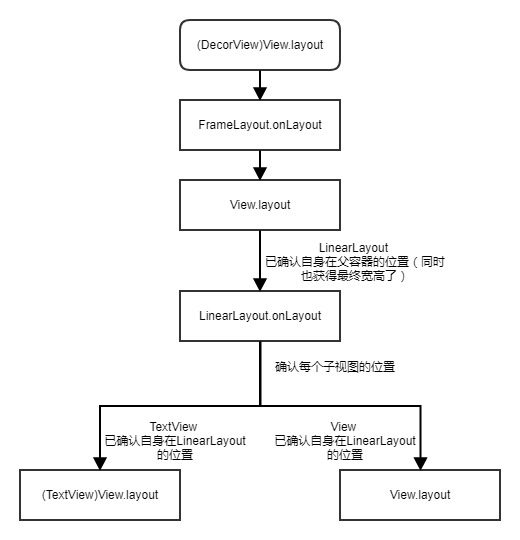 (DecorView)View.layout
FrameLayout.onLayout
View.layout
LinearLayout
已确认自身在父容器的位置（同时
也获得最终宽高了）
LinearLayout.onLayout
确认每个子视图的位置
TextView
已确认自身在LinearLayout
的位置
View
已确认自身在LinearLayout
的位置
(TextView)View.layout
View.layout